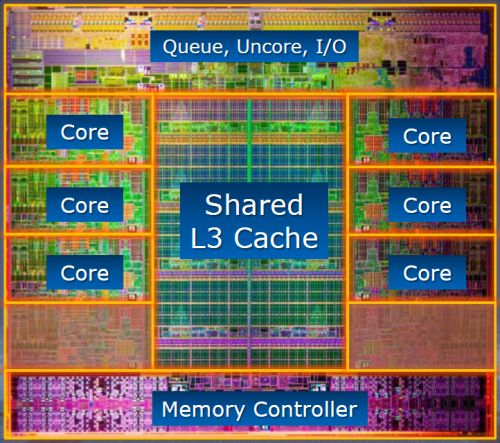 Queue, Uncore, I/O
Core
Core
Shared
L3 Cache
Core
Core
Core
Core
Memory Controller